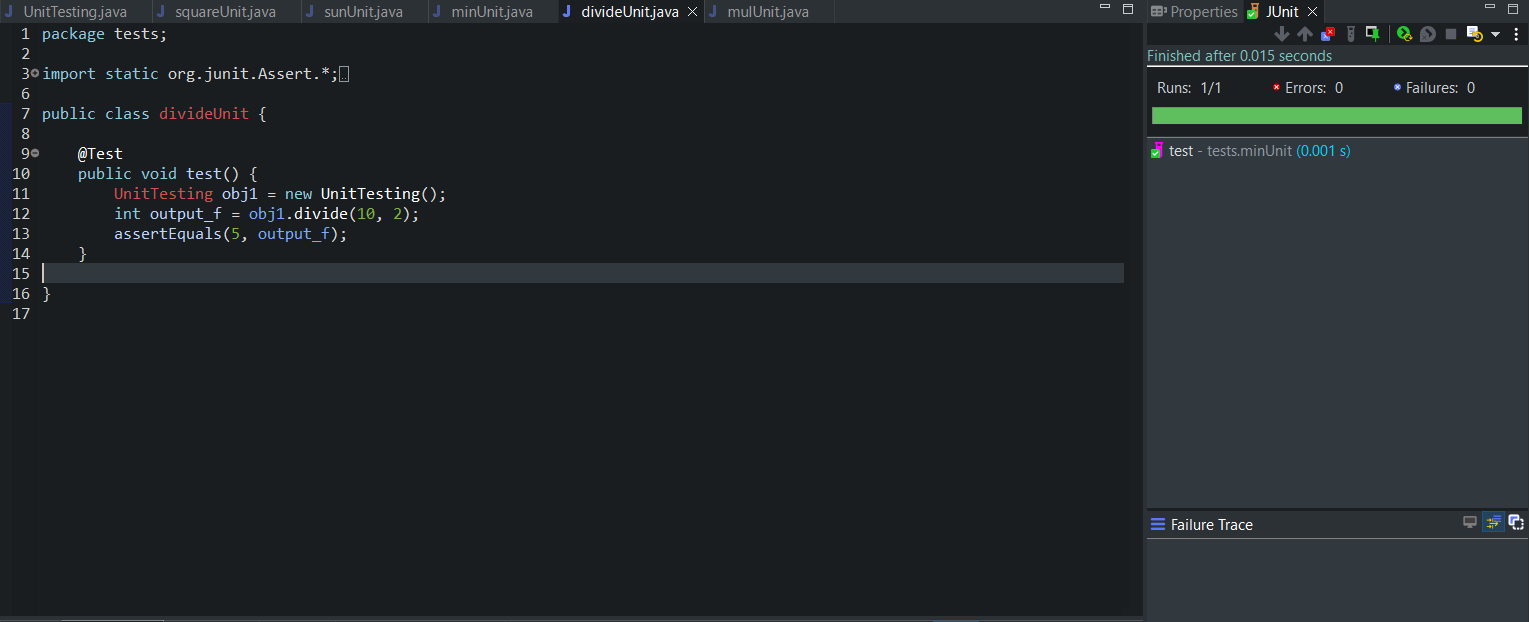 UnitTesting.java squareUnit.java sunUnit.java minUnit.java divideUnit.java mulUnit.java
1 package tests;
2
3 import static org.junit.Assert.*;
6
7 public class divideUnit {
8
9 @Test
10 public void test() {
11 UnitTesting obj1 = new UnitTesting();
12 int output_f = obj1.divide(10, 2);
13 assertEquals(5, output_f);
14 }
15
16 }
17
Properties JUnit
Finished after 0.015 seconds
Runs: 1/1 Errors: 0 Failures: 0
test - tests.minUnit (0.001 s)
Failure Trace